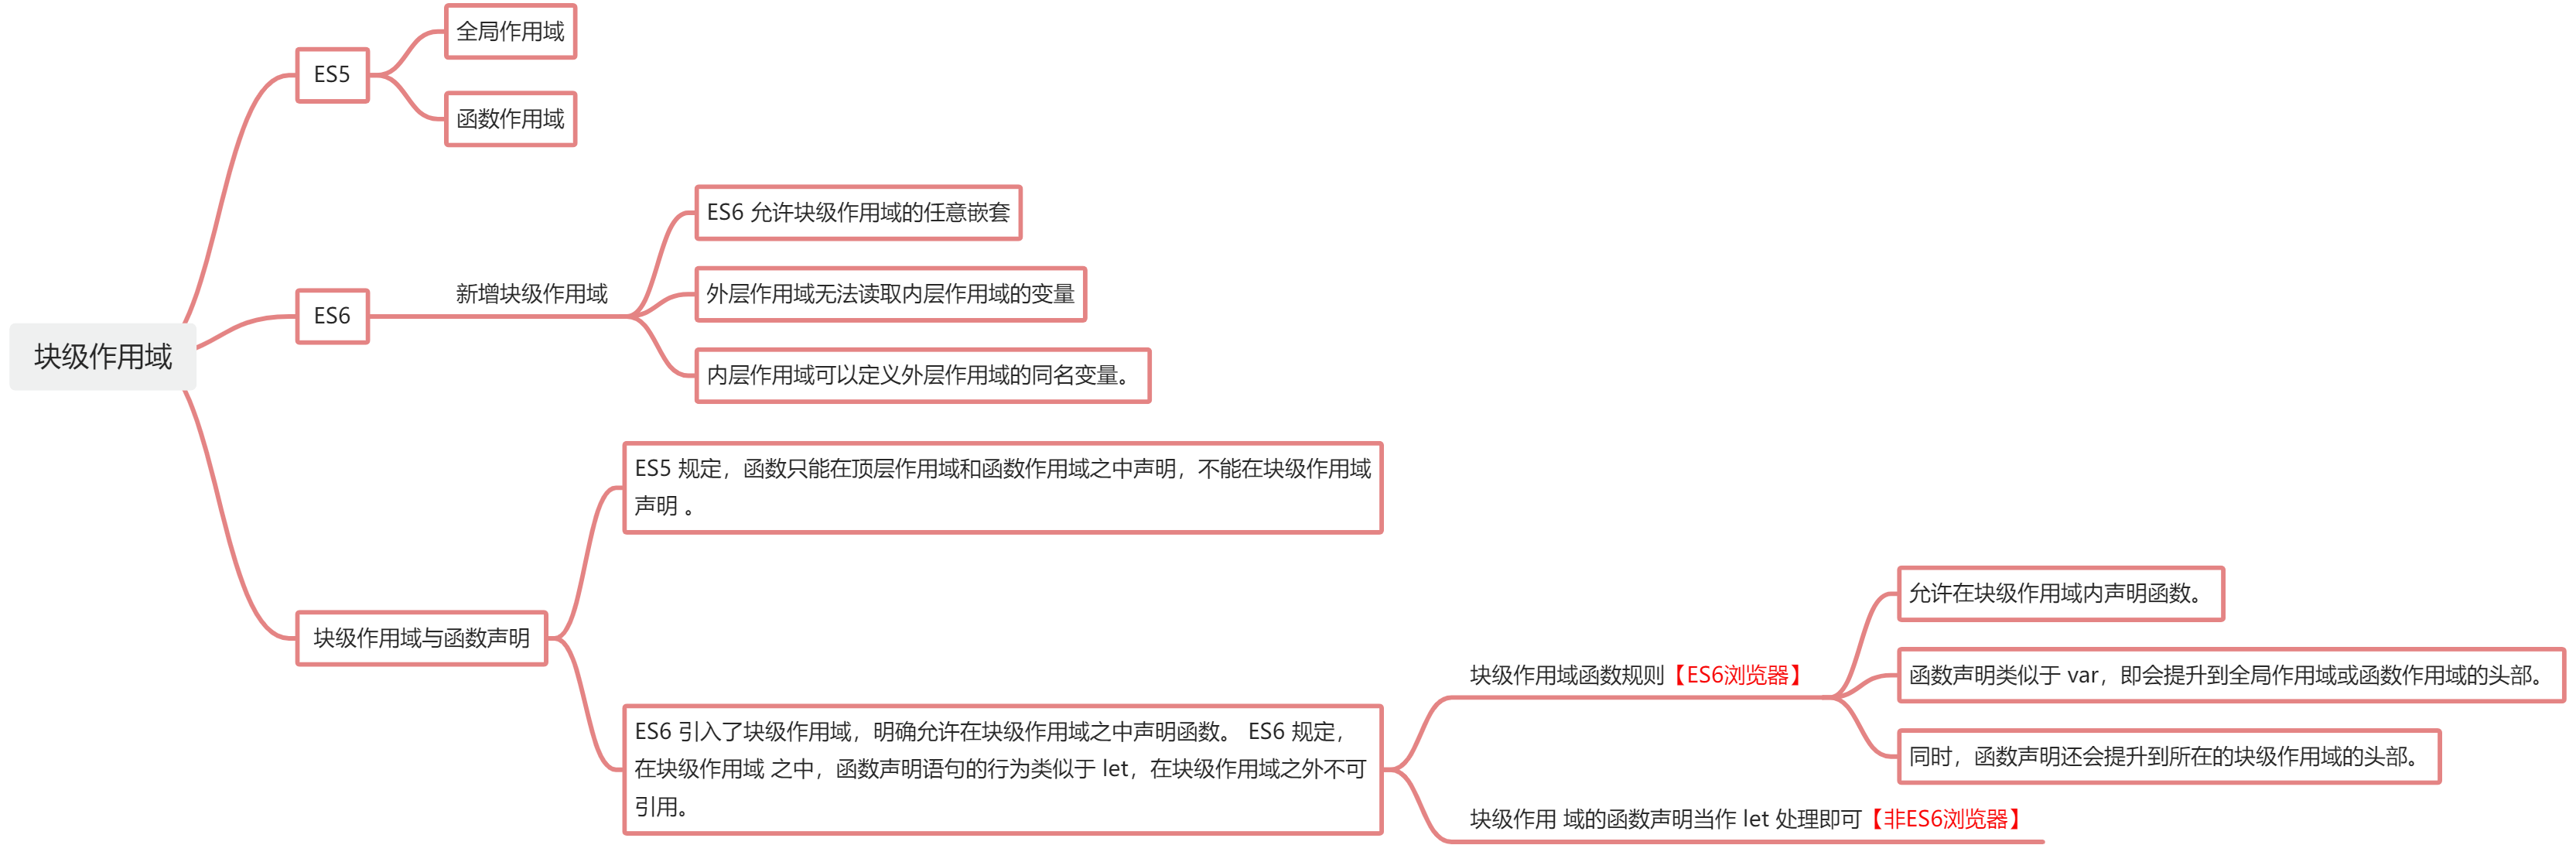 块级作用域
ES5
全局作用域
函数作用域
ES6
新增块级作用域
ES6 允许块级作用域的任意嵌套
外层作用域无法读取内层作用域的变量
内层作用域可以定义外层作用域的同名变量。
块级作用域与函数声明
ES5 规定，函数只能在顶层作用域和函数作用域之中声明，不能在块级作用域
声明 。
ES6 引入了块级作用域，明确允许在块级作用域之中声明函数。 ES6 规定，
在块级作用域 之中，函数声明语句的行为类似于 let，在块级作用域之外不可
引用。
块级作用域函数规则【ES6浏览器】
允许在块级作用域内声明函数。
函数声明类似于 var，即会提升到全局作用域或函数作用域的头部。
同时，函数声明还会提升到所在的块级作用域的头部。
块级作用 域的函数声明当作 let 处理即可【非ES6浏览器】